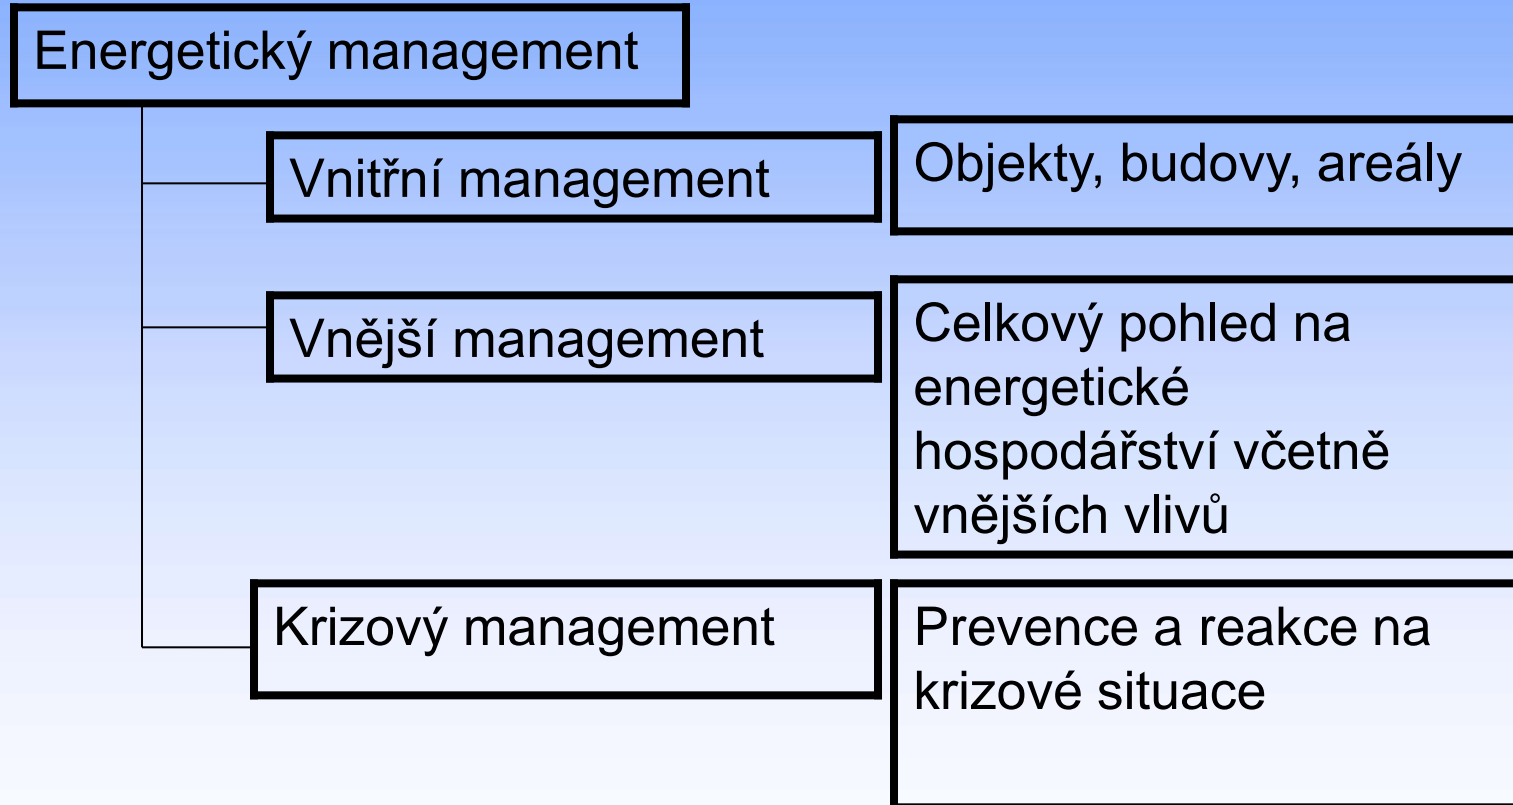 Energetický management
Vnitřní management
Objekty, budovy, areály
Vnější management
Celkový pohled na
energetické
hospodářství včetně
vnějších vlivů
Krizový management
Prevence a reakce na
krizové situace